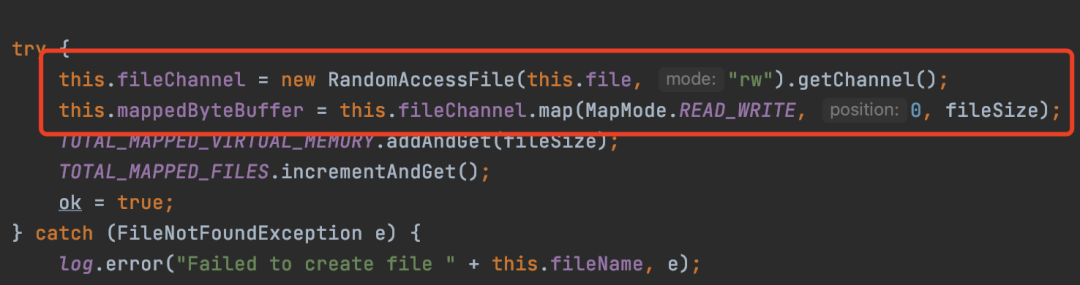 try {
this.fileChannel = new RandomAccessFile(this.file, mode: "rw").getChannel();
this.mappedByteBuffer = this.fileChannel.map(MapMode.READ_WRITE, position: 0, fileSize);
TOTAL_MAPPED_VIRTUAL_MEMORY.addAndGet(fileSize);
TOTAL_MAPPED_FILES.incrementAndGet();
ok = true;
} catch (FileNotFoundException e) {
log.error("Failed to create file " + this.fileName, e);